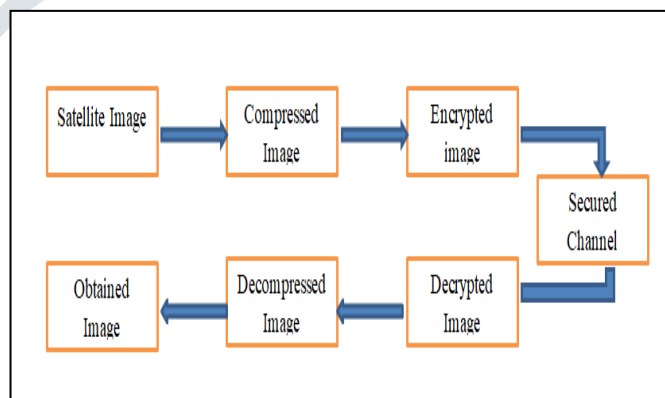 Satellite Image
Compressed
Image
Encrypted
image
Secured
Channel
Obtained
Image
Decompressed
Image
Decrypted
Image